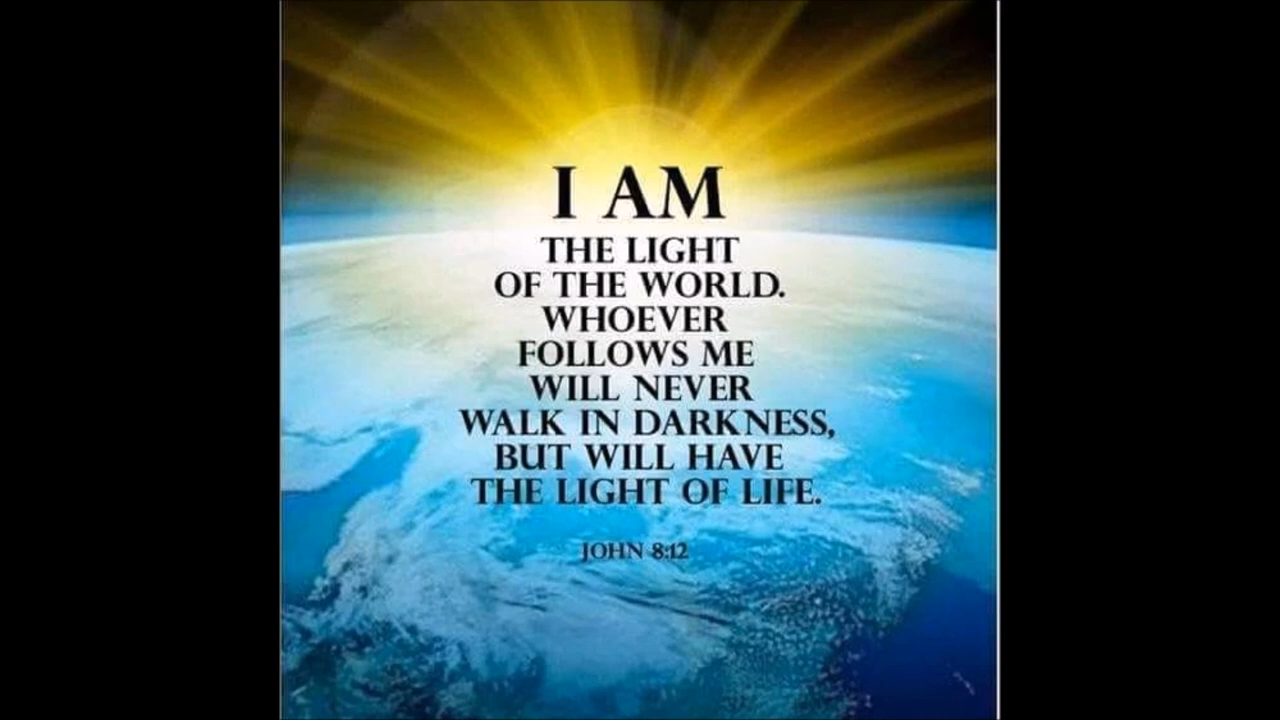 I AM
THE LIGHT
OF THE WORLD.
WHOEVER
FOLLOWS ME
WILL NEVER
WALK IN DARKNESS,
BUT WILL HAVE
THE LIGHT OF LIFE.
JOHN 8:12